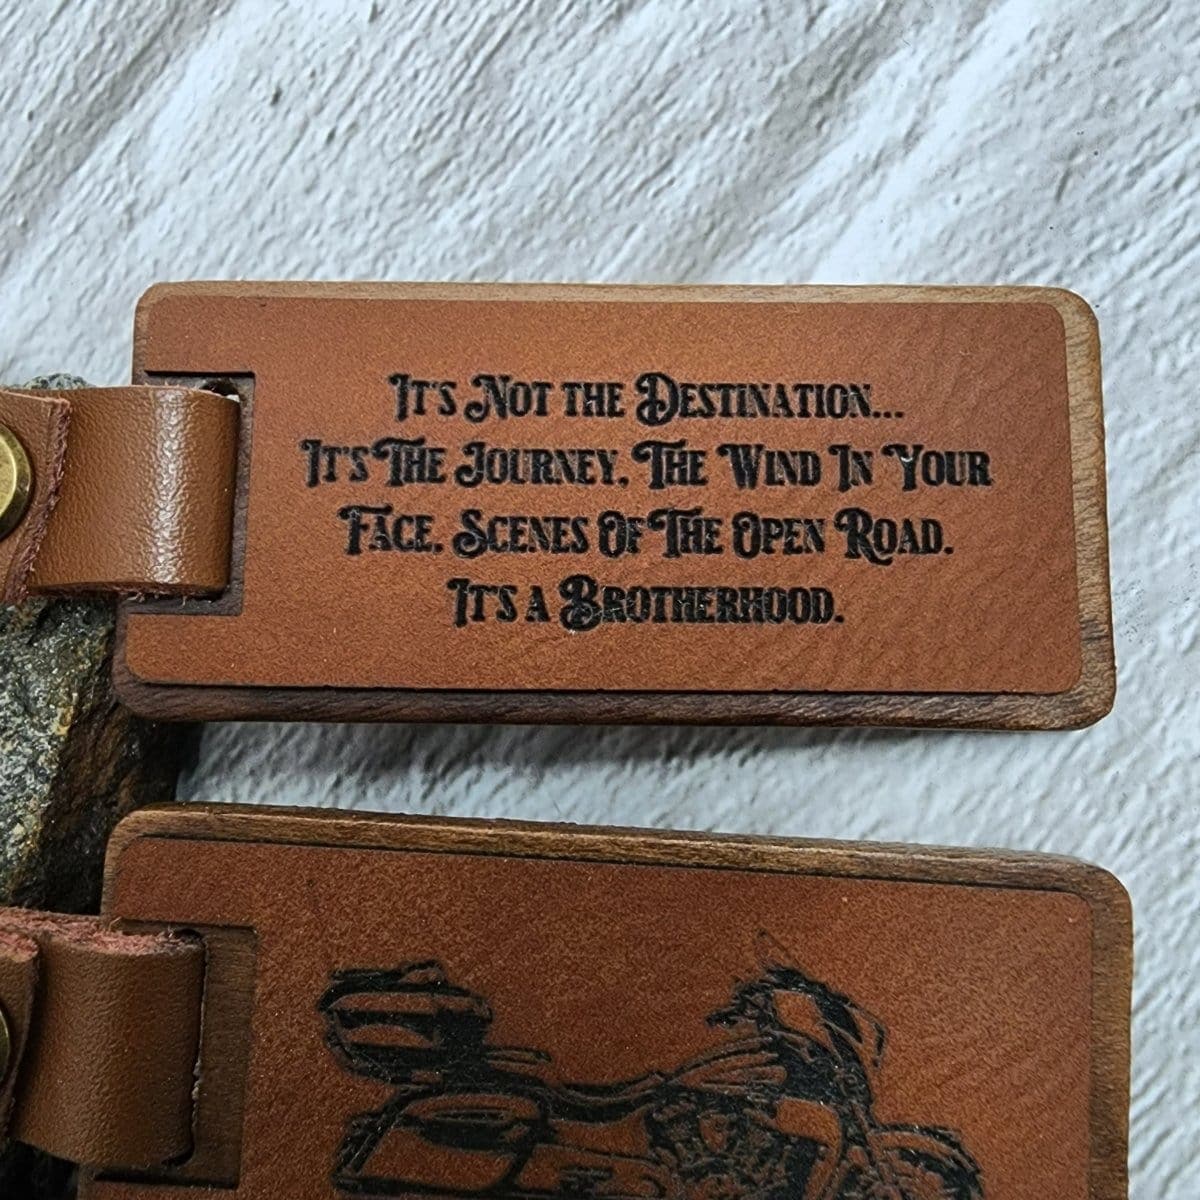 It's Not the Destination...
It's The Journey, The Wind In Your
Face, Scenes Of The Open Road.
It's a Brotherhood.